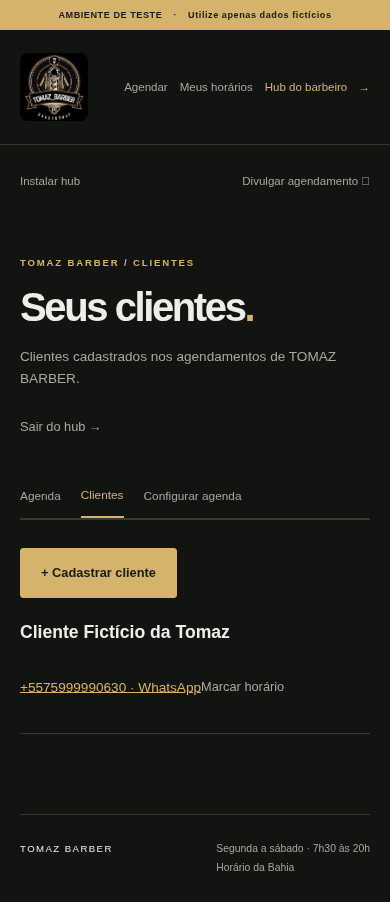 AMBIENTE DE TESTE · Utilize apenas dados fictícios
TOMAZ_BARBER
BARBERSHOP
Agendar Meus horários Hub do barbeiro →
Instalar hub Divulgar agendamento
TOMAZ BARBER / CLIENTES
Seus clientes.
Clientes cadastrados nos agendamentos de TOMAZ
BARBER.
Sair do hub →
Agenda Clientes Configurar agenda
+ Cadastrar cliente
Cliente Fictício da Tomaz
+5575999990630 · WhatsApp Marcar horário
TOMAZ BARBER Segunda a sábado · 7h30 às 20h
Horário da Bahia